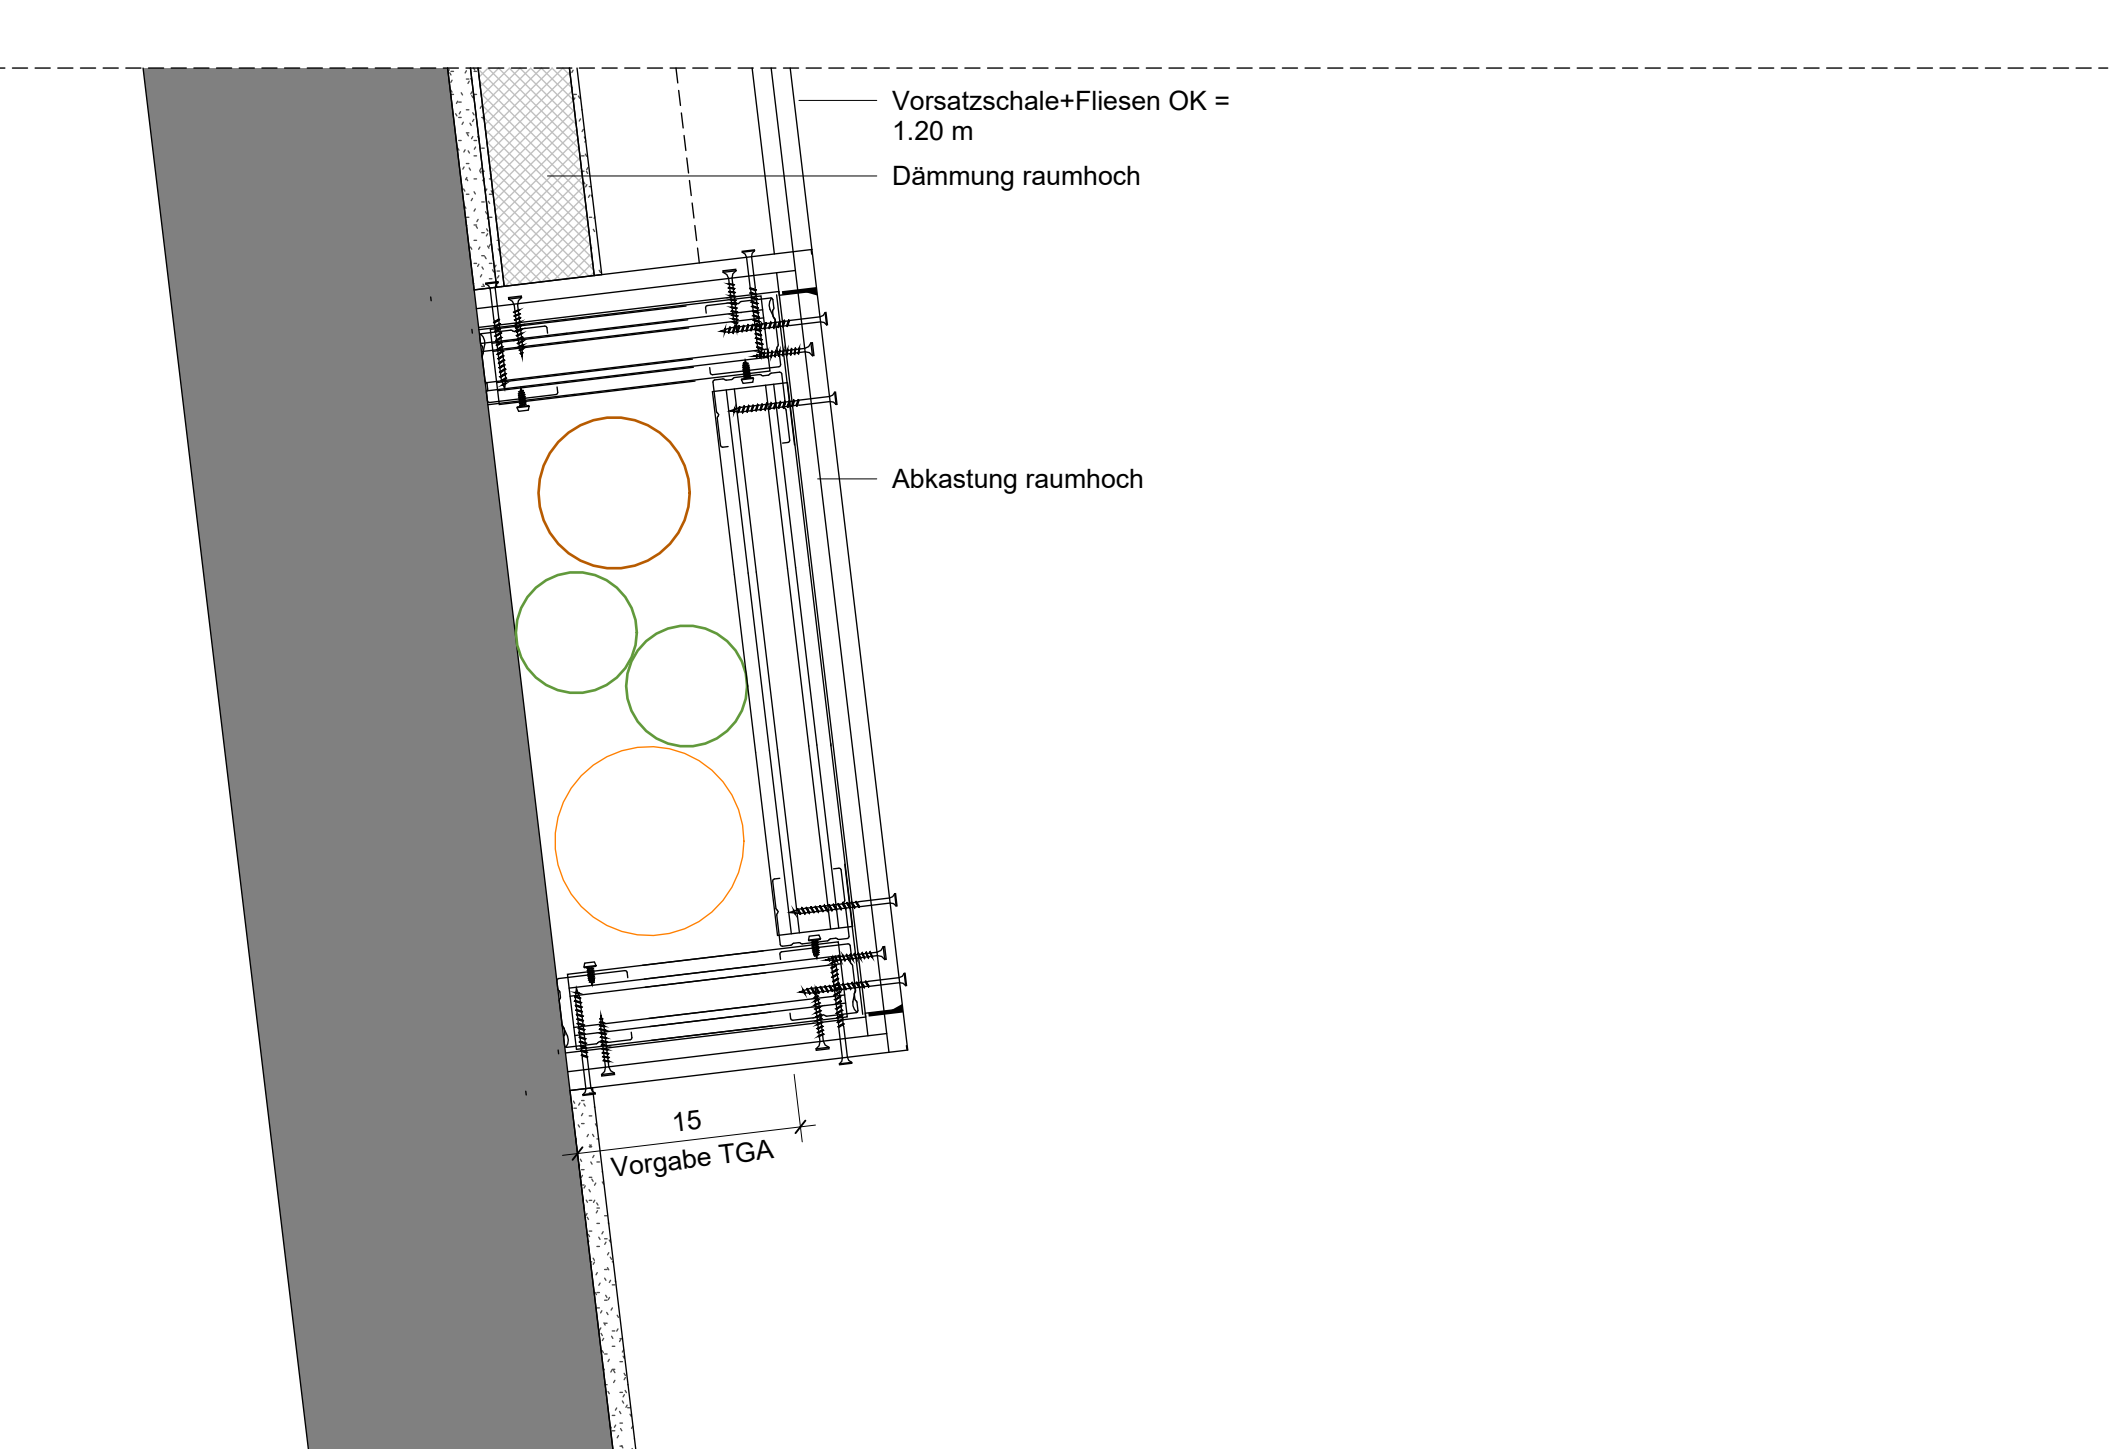 Vorsatzschale+Fliesen OK =
1.20 m
Dämmung raumhoch
Abkastung raumhoch
15
Vorgabe TGA